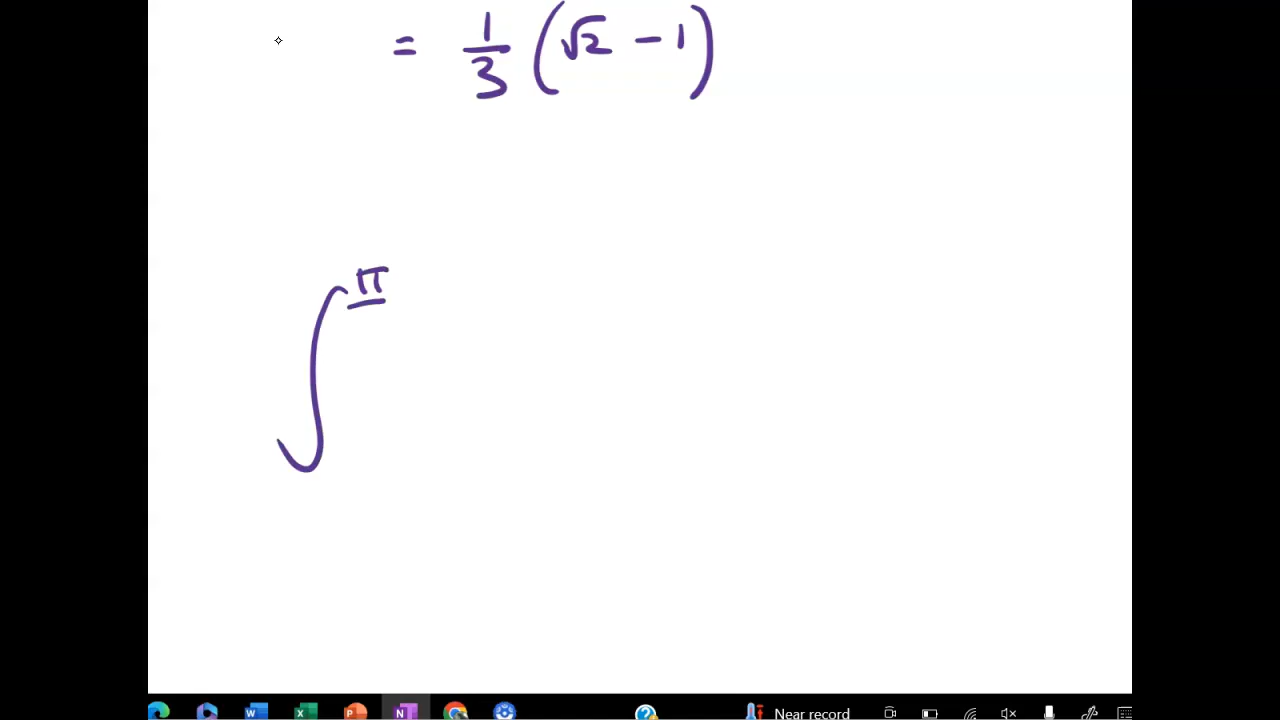 = 1/3 (√2 - 1)
∫ π
Near record